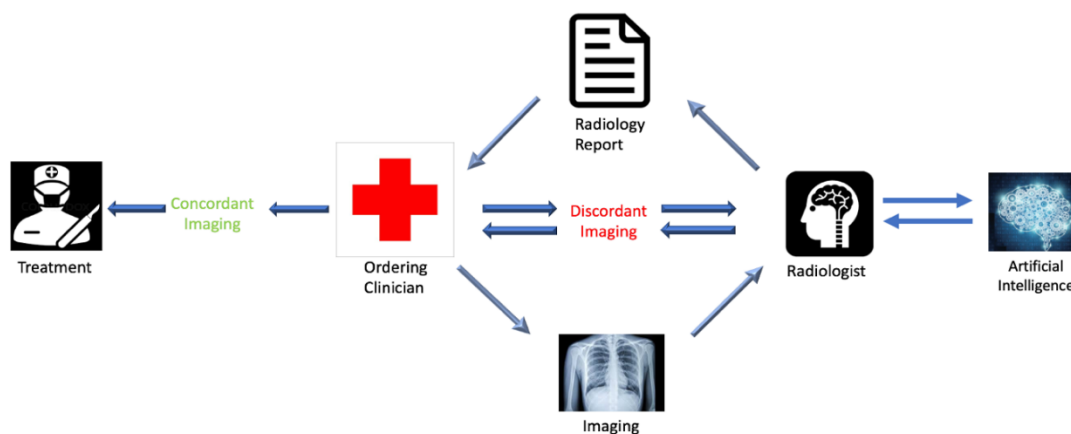 Radiology
Report
Concordant
Imaging
Discordant
Imaging
Treatment
Ordering
Clinician
Radiologist
Artificial
Intelligence
Imaging